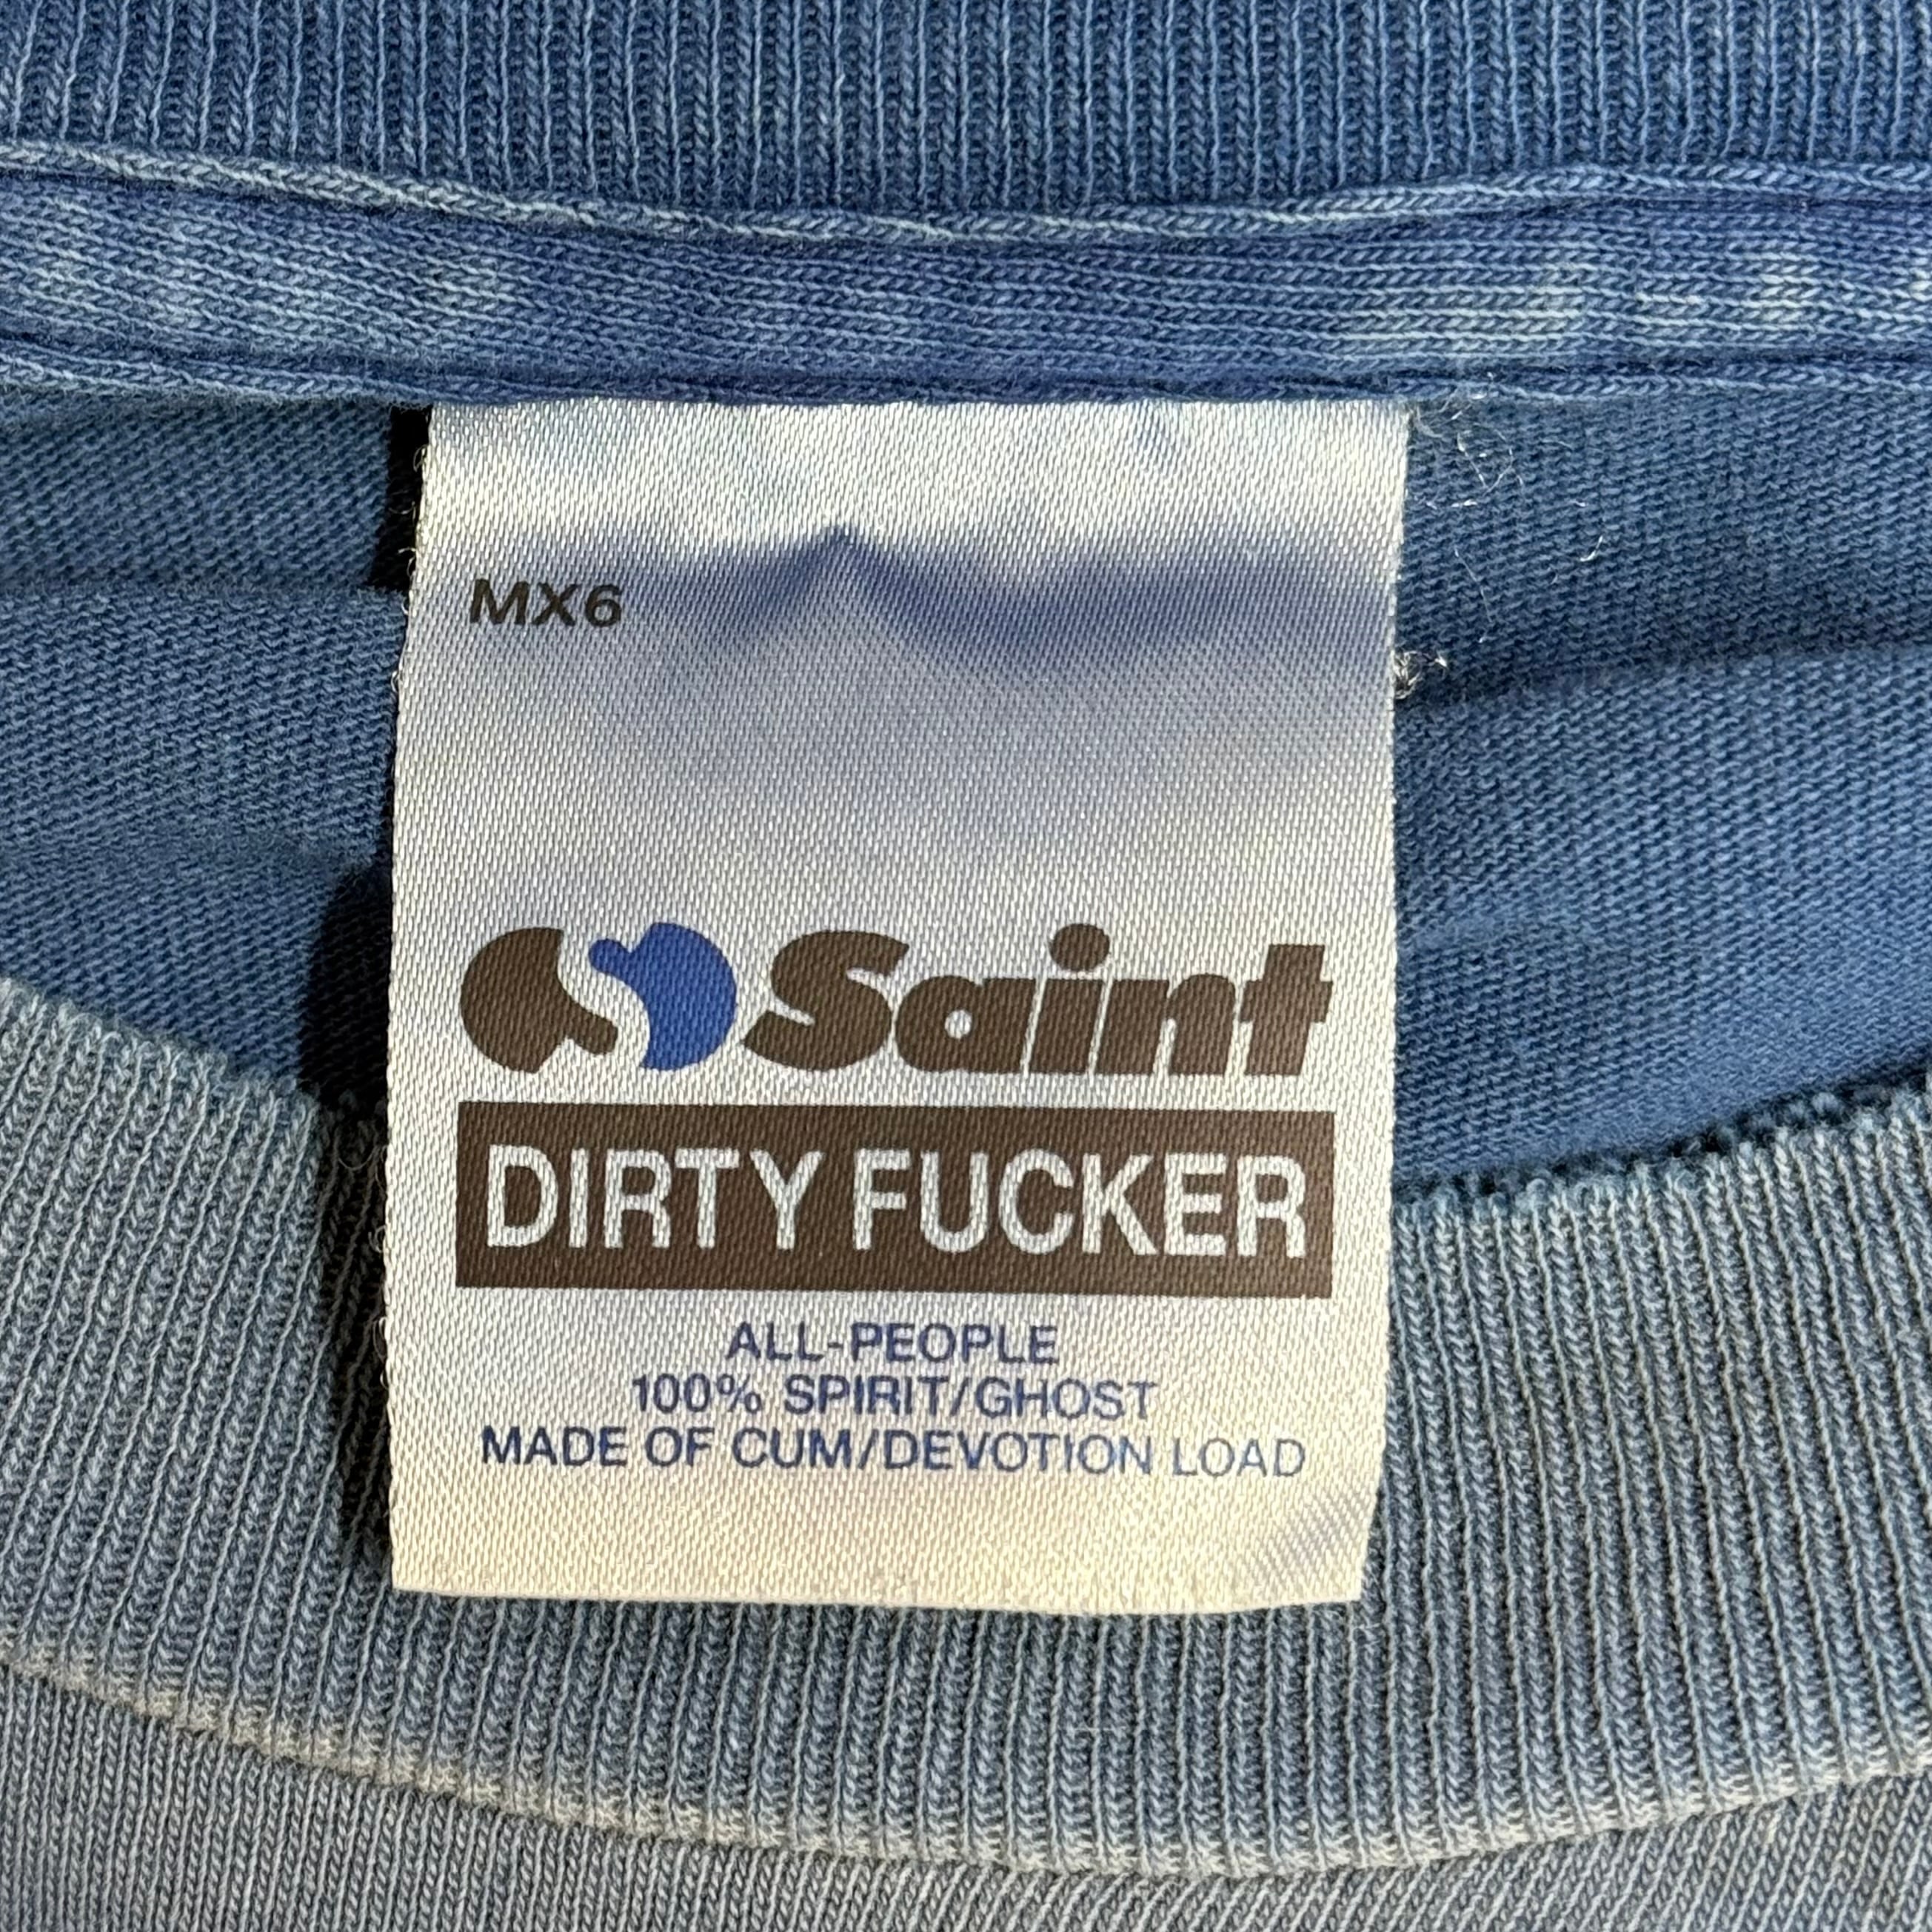 MX6
Saint
DIRTY FUCKER
ALL-PEOPLE
100% SPIRIT/GHOST
MADE OF CUM/DEVOTION LOAD